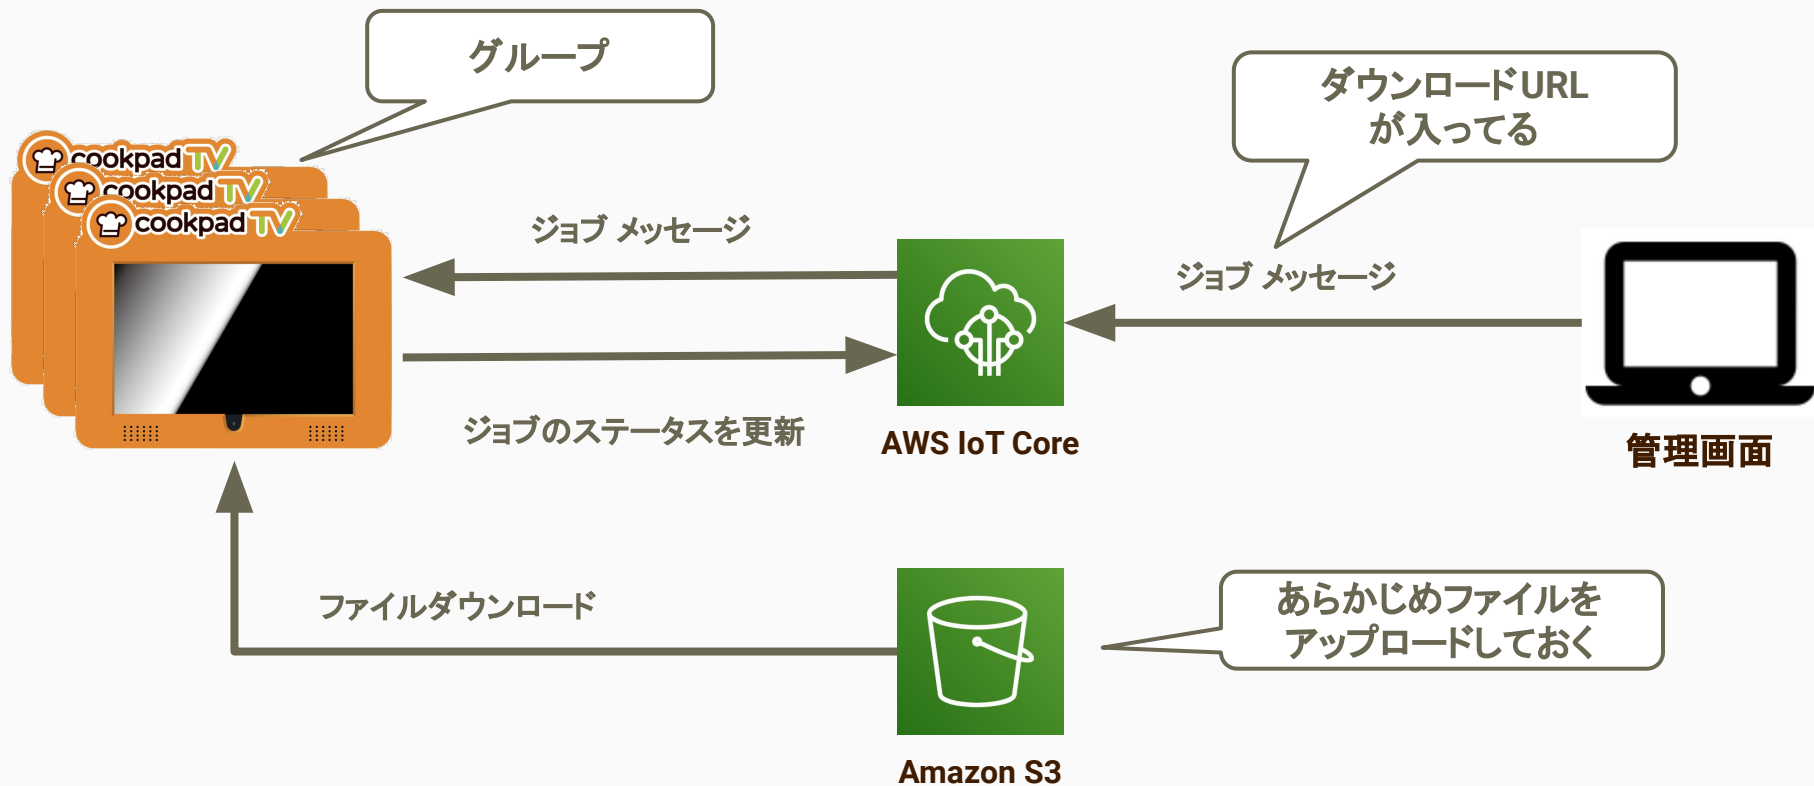 グループ
ダウンロードURL
が入ってる
cookpad TV
cookpad TV
cookpad TV
ジョブ メッセージ
ジョブ メッセージ
ジョブのステータスを更新
AWS IoT Core
管理画面
ファイルダウンロード
あらかじめファイルを
アップロードしておく
Amazon S3